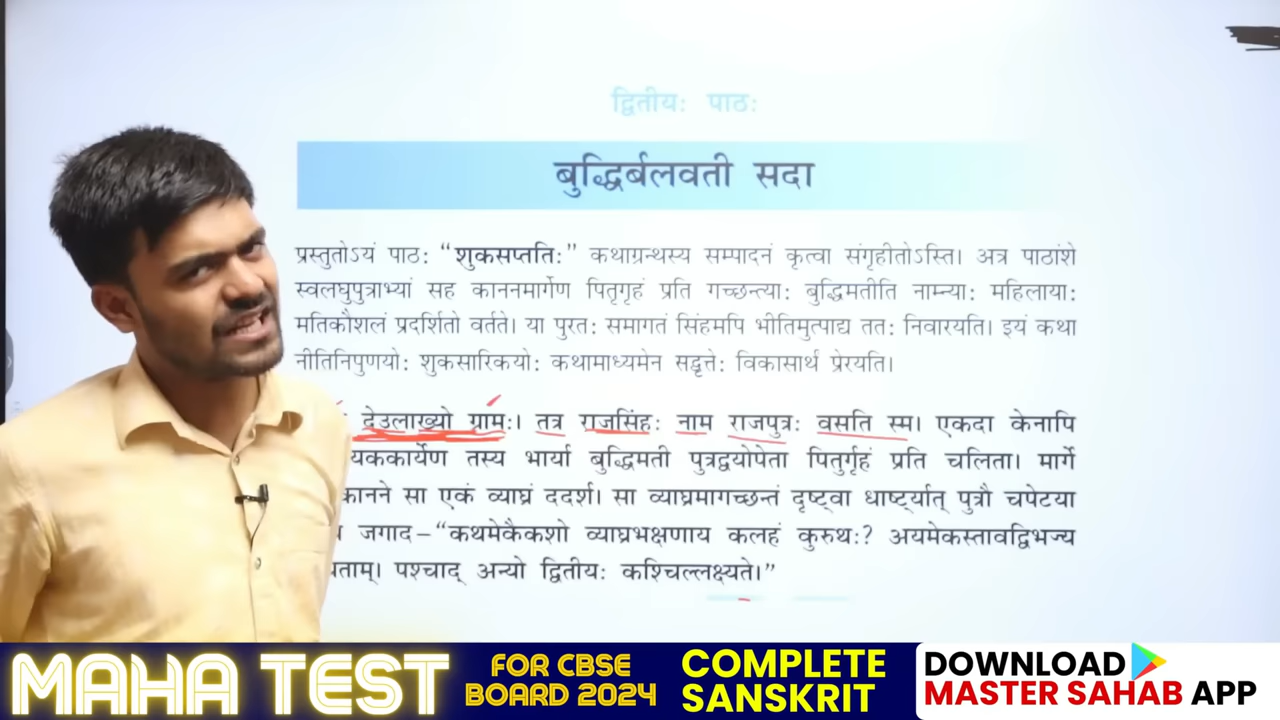 द्वितीयः पाठः
बुद्धिर्बलवती सदा
प्रस्तुतोऽयं पाठः “शुकसप्ततिः” कथाग्रन्थस्य सम्पादनं कृत्वा संगृहीतोऽस्ति। अत्र पाठांशे
स्वलघुपुत्राभ्यां सह काननमार्गेण पितृगृहं प्रति गच्छन्त्याः बुद्धिमतीति नाम्न्याः महिलायाः
मतिकौशलं प्रदर्शितो वर्तते। या पुरतः समागतं सिंहमपि भीतिमुत्पाद्य ततः निवारयति। इयं कथा
नीतिनिपुणयोः शुकसारिकयोः कथामाध्यमेन सद्वृत्तेः विकासार्थं प्रेरयति।
देउलाख्यो ग्रामः। तत्र राजसिंहः नाम राजपुत्रः वसति स्म। एकदा केनापि
तस्य भार्या बुद्धिमती पुत्रद्वयोपेता पितुर्गृहं प्रति चलिता। मार्गे
सा एकं व्याघ्रं ददर्श। सा व्याघ्रमागच्छन्तं दृष्ट्वा धार्ष्ट्यात् पुत्रौ चपेटया
जगाद–“कथमेकैकशो व्याघ्रभक्षणाय कलहं कुरुथः? अयमेकस्तावद्विभज्य
पश्चाद् अन्यो द्वितीयः कश्चिल्लक्ष्यते।”
MAHA TEST
FOR CBSE
BOARD 2024
COMPLETE
SANSKRIT
DOWNLOAD
MASTER SAHAB APP